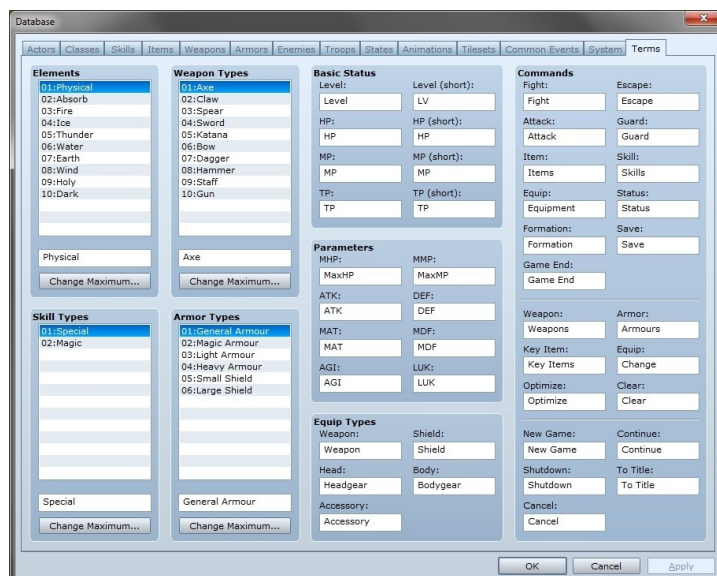 Database
Actors Classes Skills Items Weapons Armors Enemies Troops States Animations Tilesets Common Events System Terms
Elements
01:Physical
02:Absorb
03:Fire
04:Ice
05:Thunder
06:Water
07:Earth
08:Wind
09:Holy
10:Dark
Physical
Change Maximum...
Weapon Types
01:Axe
02:Claw
03:Spear
04:Sword
05:Katana
06:Bow
07:Dagger
08:Hammer
09:Staff
10:Gun
Axe
Change Maximum...
Skill Types
01:Special
02:Magic
Special
Change Maximum...
Armor Types
01:General Armour
02:Magic Armour
03:Light Armour
04:Heavy Armour
05:Small Shield
06:Large Shield
General Armour
Change Maximum...
Basic Status
Level: Level (short):
Level LV
HP: HP (short):
HP HP
MP: MP (short):
MP MP
TP: TP (short):
TP TP
Parameters
MHP: MMP:
MaxHP MaxMP
ATK: DEF:
ATK DEF
MAT: MDF:
MAT MDF
AGI: LUK:
AGI LUK
Equip Types
Weapon: Shield:
Weapon Shield
Head: Body:
Headgear Bodygear
Accessory:
Accessory
Commands
Fight: Escape:
Fight Escape
Attack: Guard:
Attack Guard
Item: Skill:
Items Skills
Equip: Status:
Equipment Status
Formation: Save:
Formation Save
Game End:
Game End
Weapon: Armor:
Weapons Armours
Key Item: Equip:
Key Items Change
Optimize: Clear:
Optimize Clear
New Game: Continue:
New Game Continue
Shutdown: To Title:
Shutdown To Title
Cancel:
Cancel
OK Cancel Apply